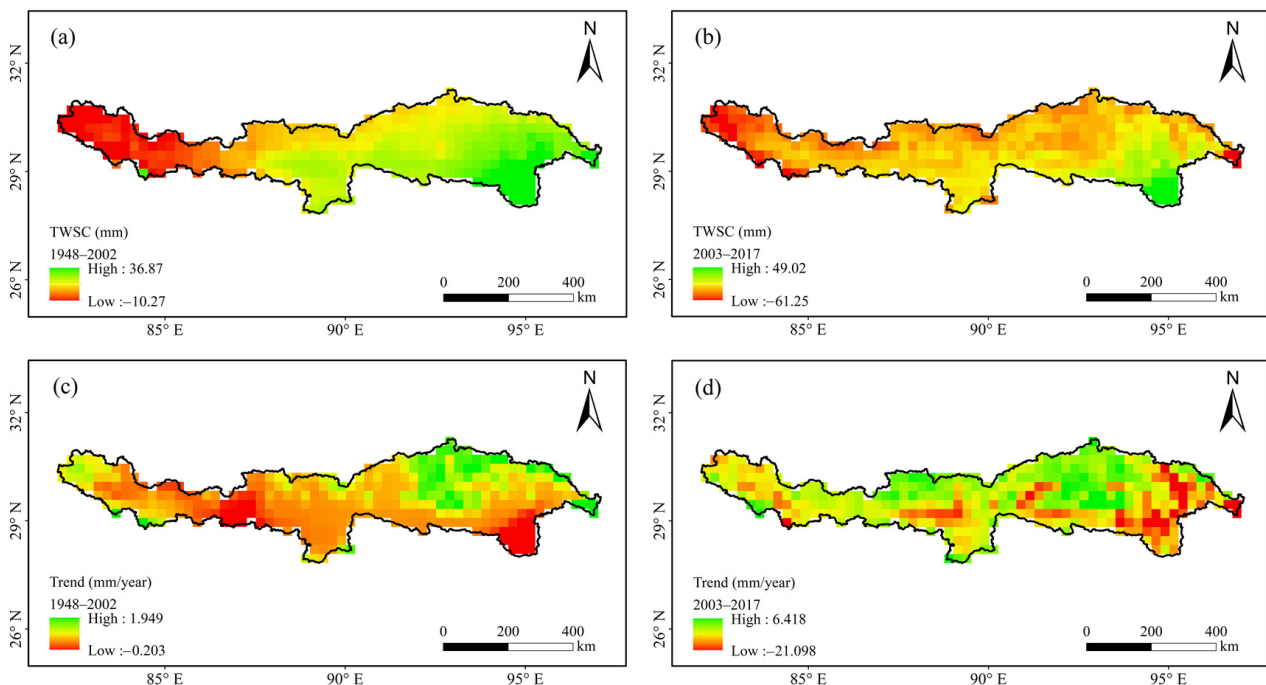 (a)
N
32° N
29° N
26° N
TWSC (mm)
1948–2002
High : 36.87
Low :−10.27
0 200 400
km
85° E 90° E 95° E
(b)
N
32° N
29° N
26° N
TWSC (mm)
2003–2017
High : 49.02
Low :−61.25
0 200 400
km
85° E 90° E 95° E
(c)
N
32° N
29° N
26° N
Trend (mm/year)
1948–2002
High : 1.949
Low :−0.203
0 200 400
km
85° E 90° E 95° E
(d)
N
32° N
29° N
26° N
Trend (mm/year)
2003–2017
High : 6.418
Low :−21.098
0 200 400
km
85° E 90° E 95° E